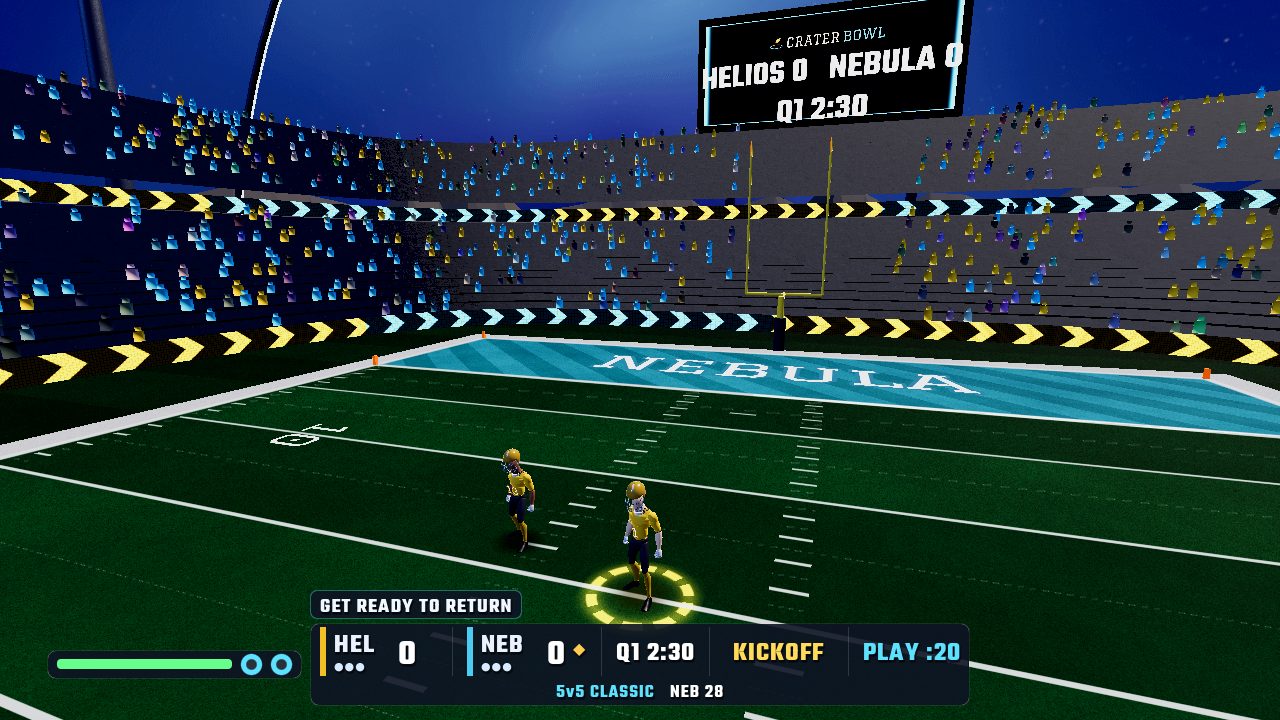 CRATER BOWL
HELIOS 0 NEBULA 0
Q1 2:30
NEBULA
GET READY TO RETURN
HEL 0 NEB 0 Q1 2:30 KICKOFF PLAY :20
5v5 CLASSIC NEB 28